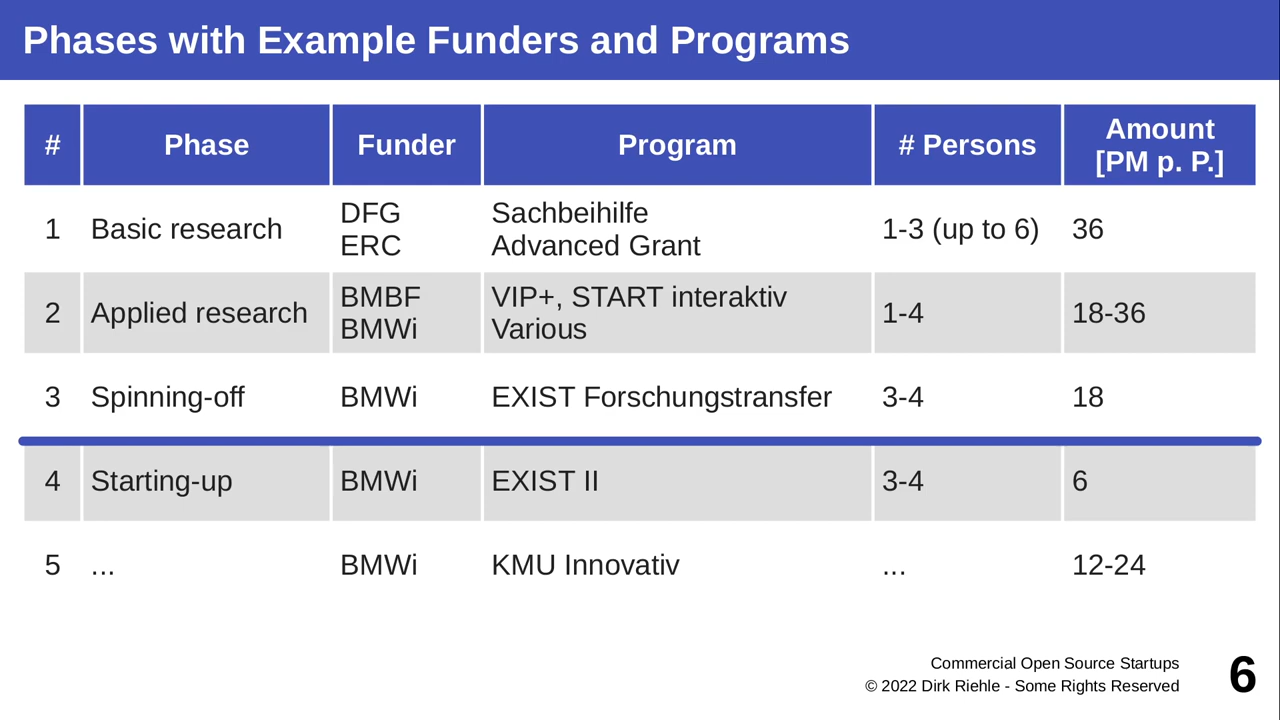 Phases with Example Funders and Programs
# Phase Funder Program # Persons Amount [PM p. P.]
1 Basic research DFG Sachbeihilfe 1-3 (up to 6) 36
ERC Advanced Grant
2 Applied research BMBF VIP+, START interaktiv 1-4 18-36
BMWi Various
3 Spinning-off BMWi EXIST Forschungstransfer 3-4 18
4 Starting-up BMWi EXIST II 3-4 6
5 ... BMWi KMU Innovativ ... 12-24
Commercial Open Source Startups
© 2022 Dirk Riehle - Some Rights Reserved
6